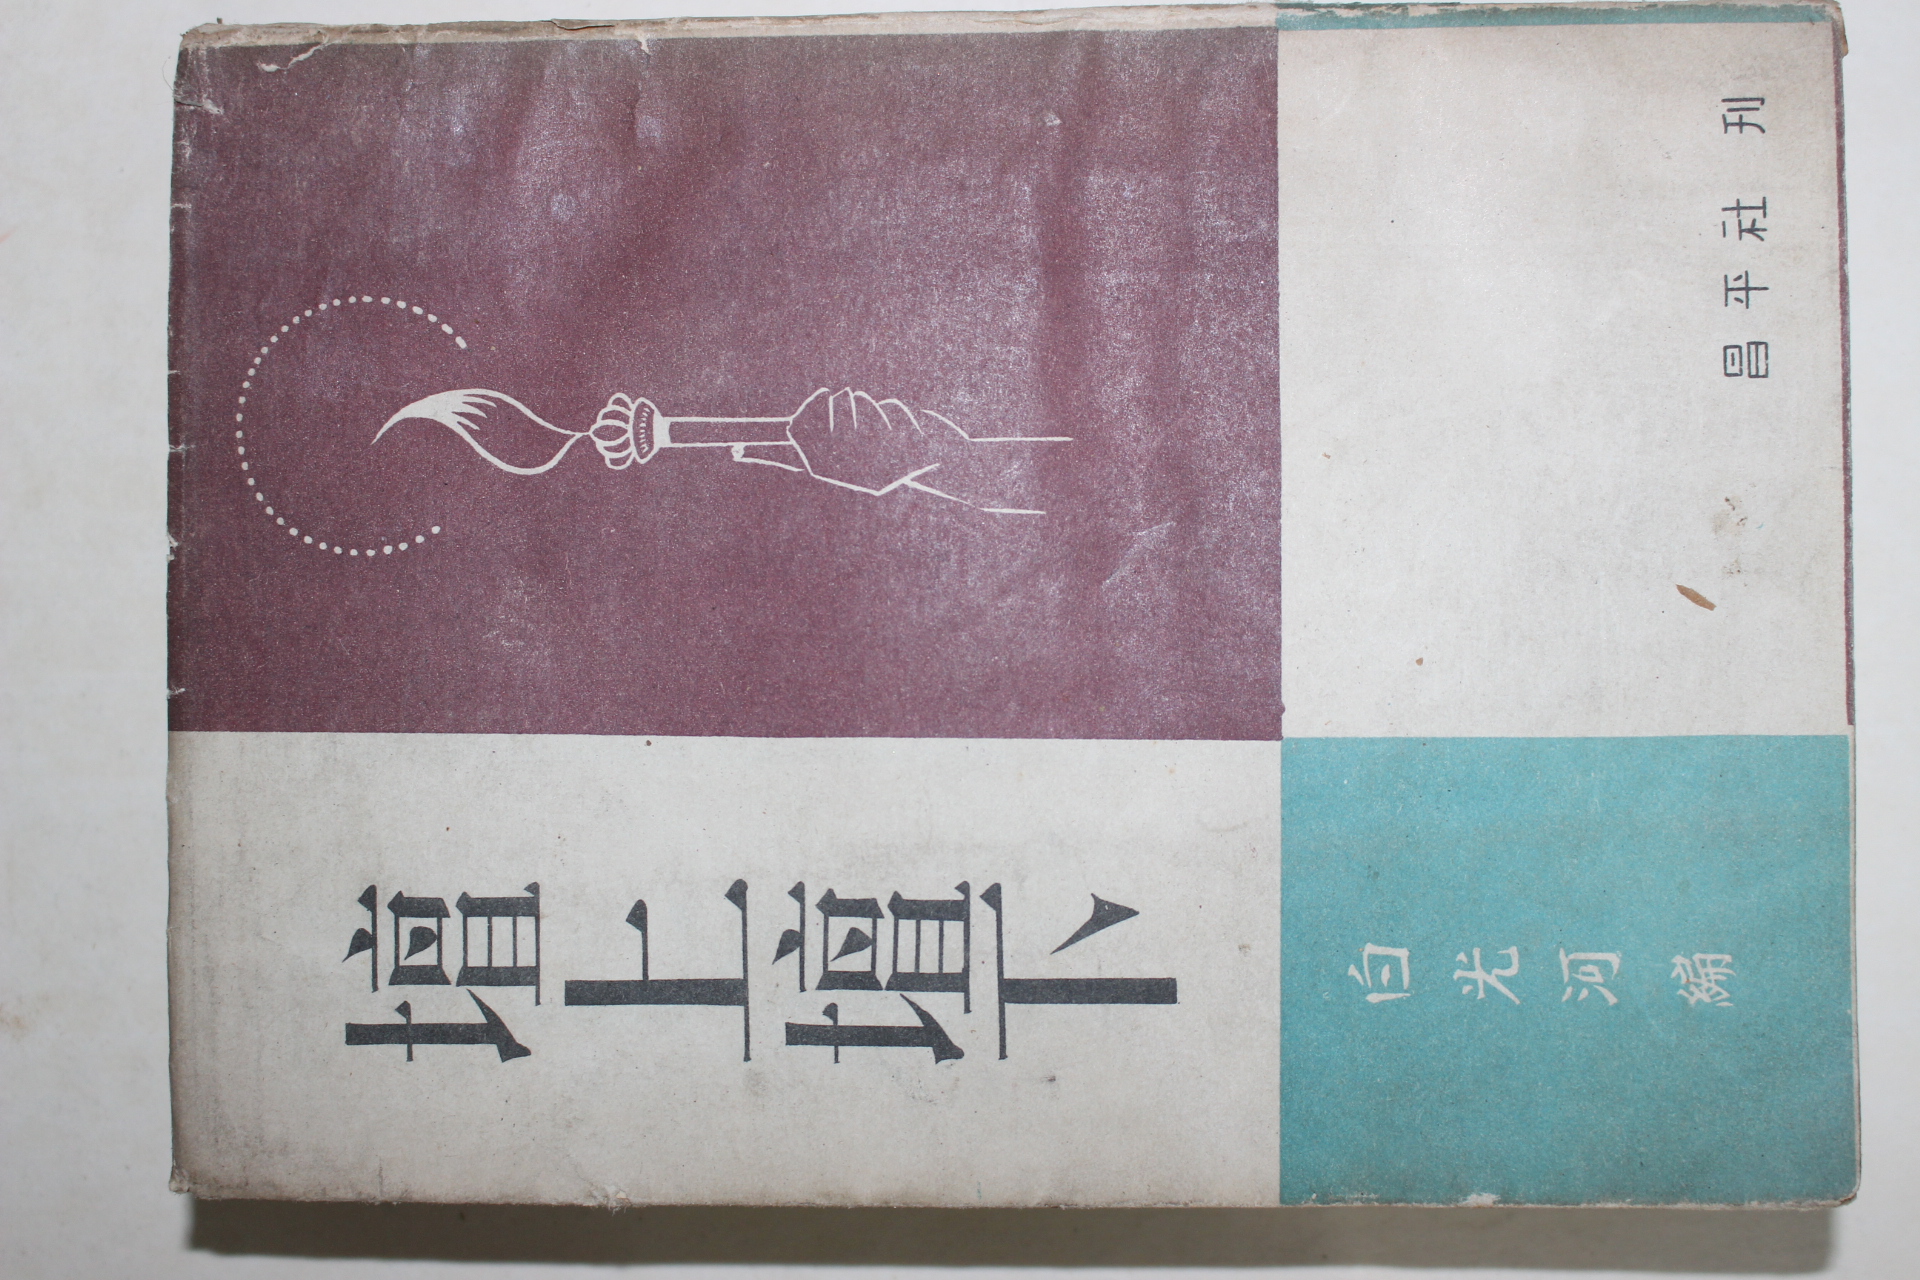 壇上壇下
白光河 編
昌平社 刊